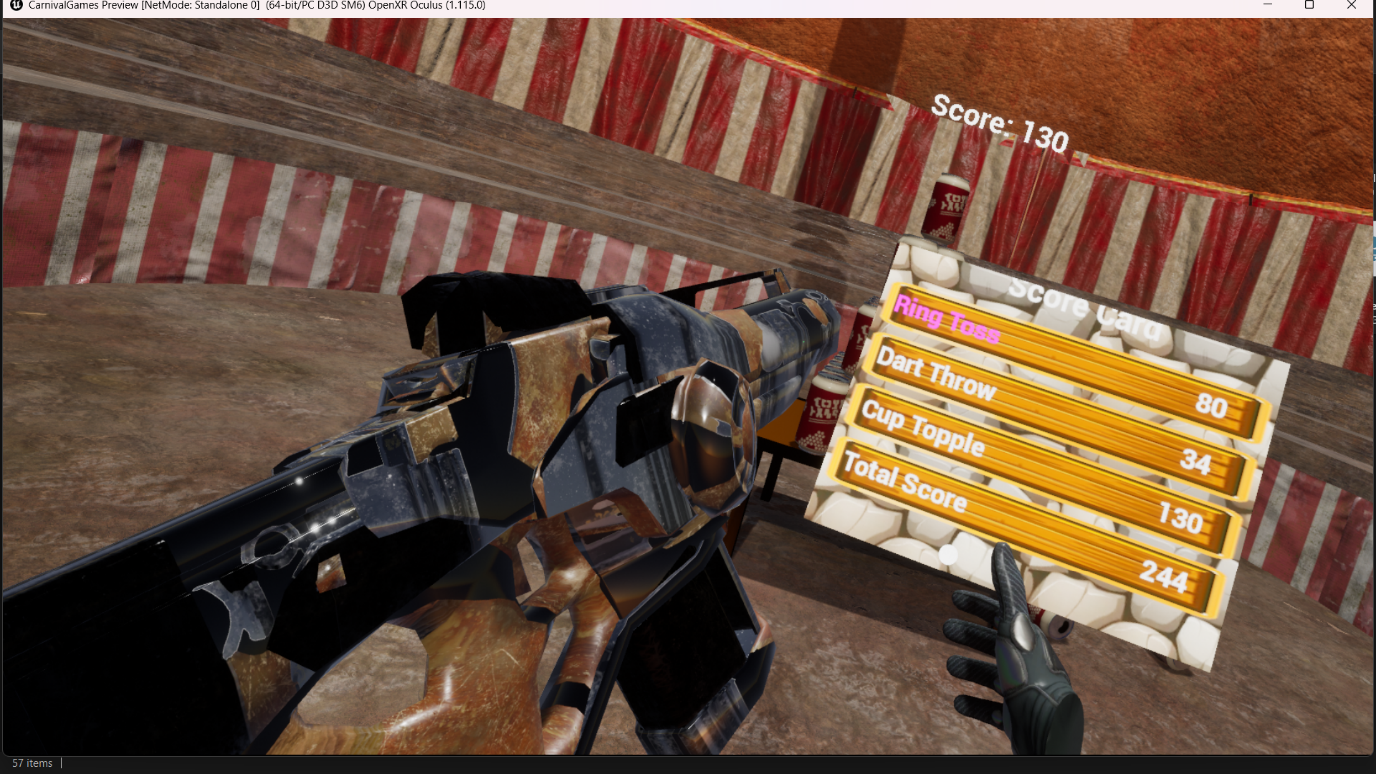 CarnivalGames Preview [NetMode: Standalone 0] (64-bit/PC D3D SM6) OpenXR Oculus (1.115.0)
Score: 130
Score Card
Ring Toss 80
Dart Throw 34
Cup Topple 130
Total Score 244
57 items